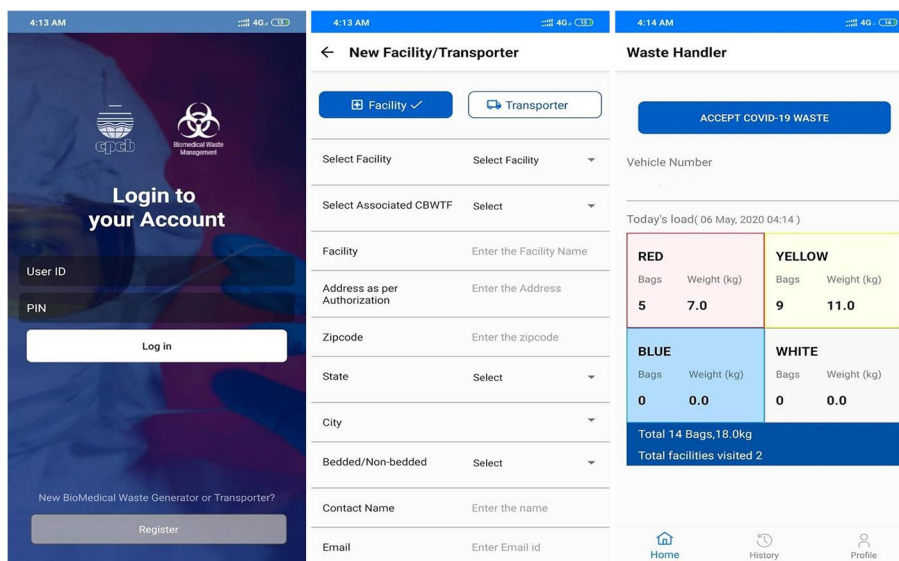 4:13 AM
4G 13
cpcb
Biomedical Waste
Management
Login to
your Account
User ID
PIN
Log in
New BioMedical Waste Generator or Transporter?
Register
4:13 AM
4G 13
← New Facility/Transporter
Facility ✓
Transporter
Select Facility Select Facility
Select Associated CBWTF Select
Facility Enter the Facility Name
Address as per Enter the Address
Authorization
Zipcode Enter the zipcode
State Select
City
Bedded/Non-bedded Select
Contact Name Enter the name
Email Enter Email id
4:14 AM
4G 14
Waste Handler
ACCEPT COVID-19 WASTE
Vehicle Number
Today's load( 06 May, 2020 04:14 )
RED YELLOW
Bags Weight (kg) Bags Weight (kg)
5 7.0 9 11.0
BLUE WHITE
Bags Weight (kg) Bags Weight (kg)
0 0.0 0 0.0
Total 14 Bags,18.0kg
Total facilities visited 2
Home History Profile